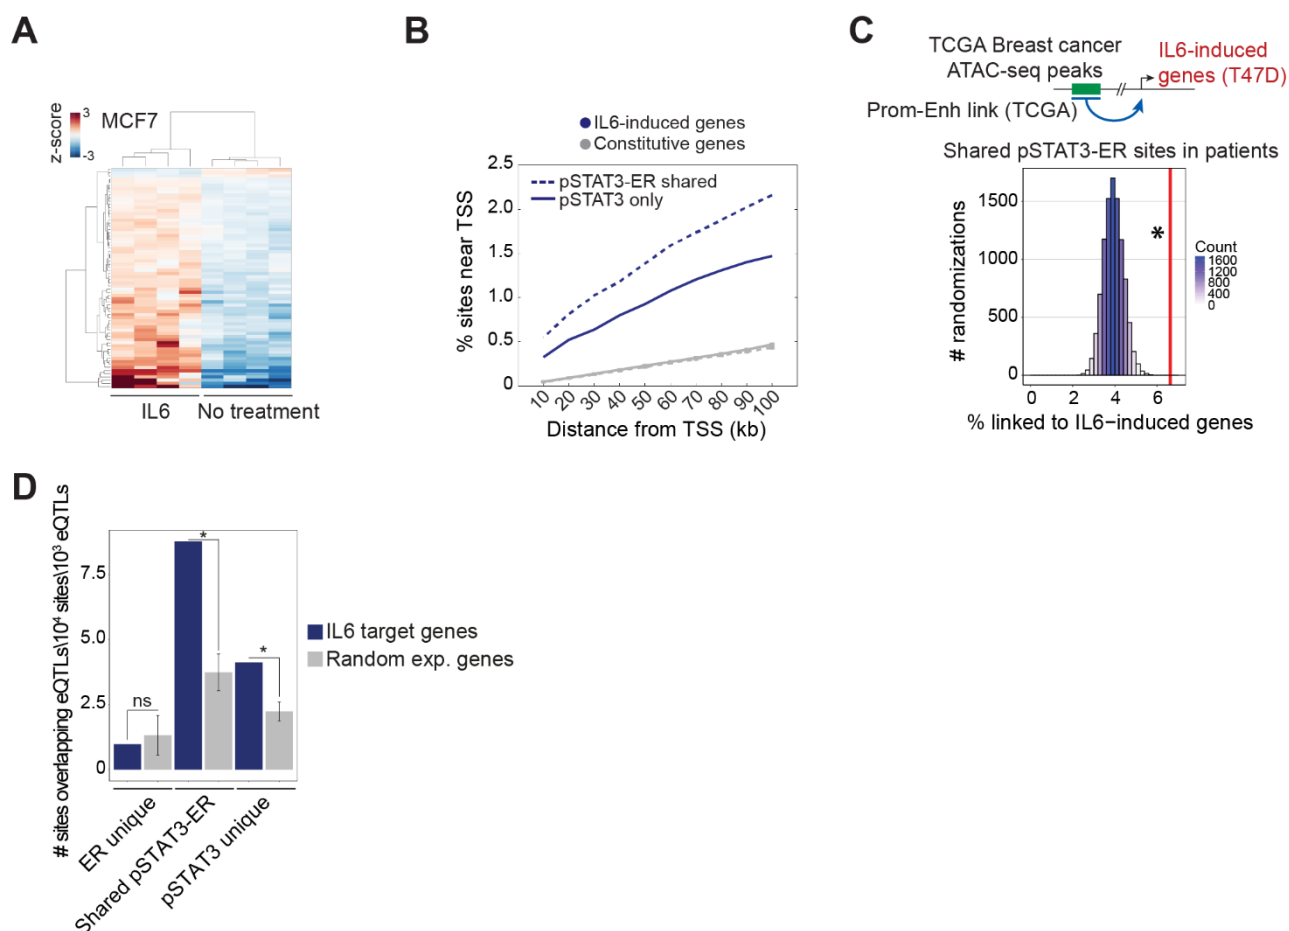 A
3
-3
z-score
MCF7
IL6
No treatment
B
IL6-induced genes
Constitutive genes
2.5
2.0
1.5
1.0
0.5
0
pSTAT3-ER shared
pSTAT3 only
% sites near TSS
10 20 30 40 50 60 70 80 90 100
Distance from TSS (kb)
C
TCGA Breast cancer
ATAC-seq peaks
IL6-induced
genes (T47D)
//
Prom-Enh link (TCGA)
Shared pSTAT3-ER sites in patients
1500
1000
500
0
# randomizations
*
Count
1600
1200
800
400
0
0 2 4 6
% linked to IL6-induced genes
D
# sites overlapping eQTLs\10⁴ sites\10³ eQTLs
7.5
5.0
2.5
0
ns
*
*
IL6 target genes
Random exp. genes
ER unique
Shared pSTAT3-ER
pSTAT3 unique